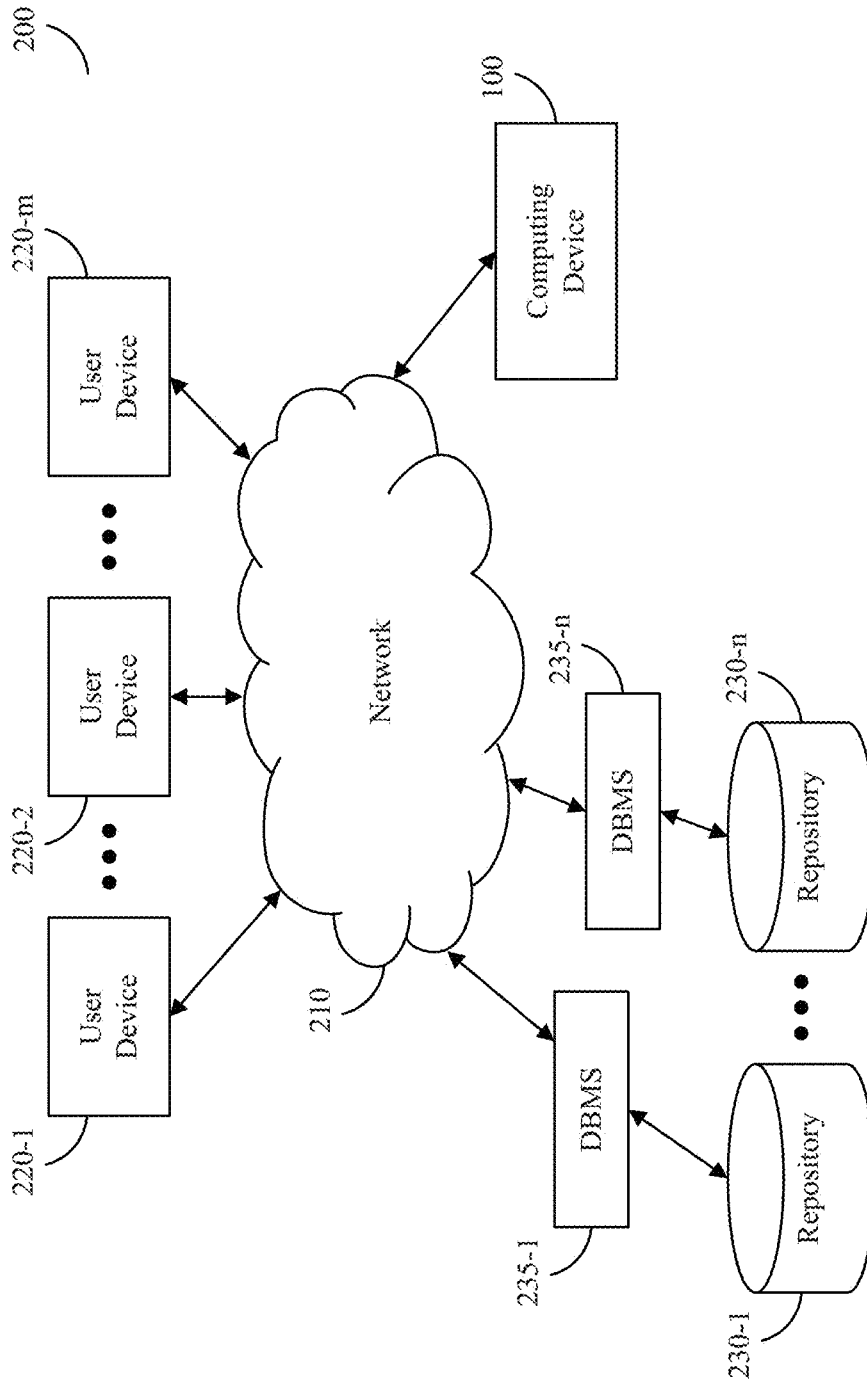 200
220-1
220-2
220-m
User
Device
User
Device
User
Device
Network
210
Computing
Device
100
235-1
DBMS
DBMS
235-n
230-1
Repository
Repository
230-n